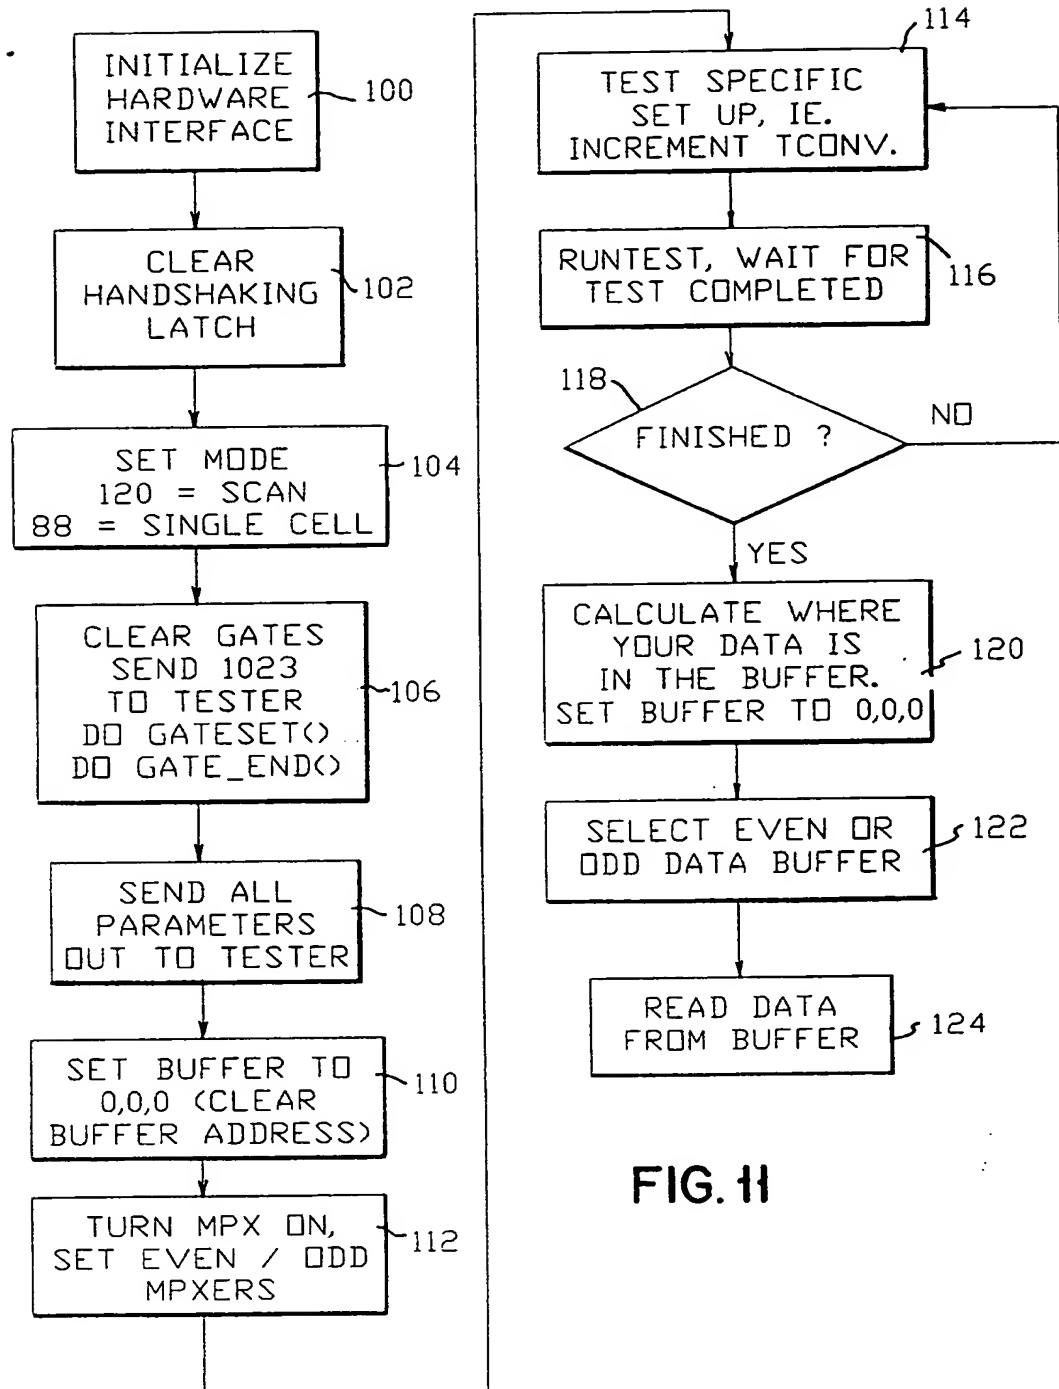 INITIALIZE
HARDWARE
INTERFACE
100
CLEAR
HANDSHAKING
LATCH
102
SET MODE
120 = SCAN
88 = SINGLE CELL
104
CLEAR GATES
SEND 1023
TO TESTER
DO GATESET()
DO GATE_END()
106
SEND ALL
PARAMETERS
OUT TO TESTER
108
SET BUFFER TO
0,0,0 (CLEAR
BUFFER ADDRESS)
110
TURN MPX ON,
SET EVEN / ODD
MPXERS
112
114
TEST SPECIFIC
SET UP, IE.
INCREMENT TCONV.
RUNTEST, WAIT FOR
TEST COMPLETED
116
118
FINISHED ?
NO
YES
CALCULATE WHERE
YOUR DATA IS
IN THE BUFFER.
SET BUFFER TO 0,0,0
120
SELECT EVEN OR
ODD DATA BUFFER
122
READ DATA
FROM BUFFER
124
FIG. 11